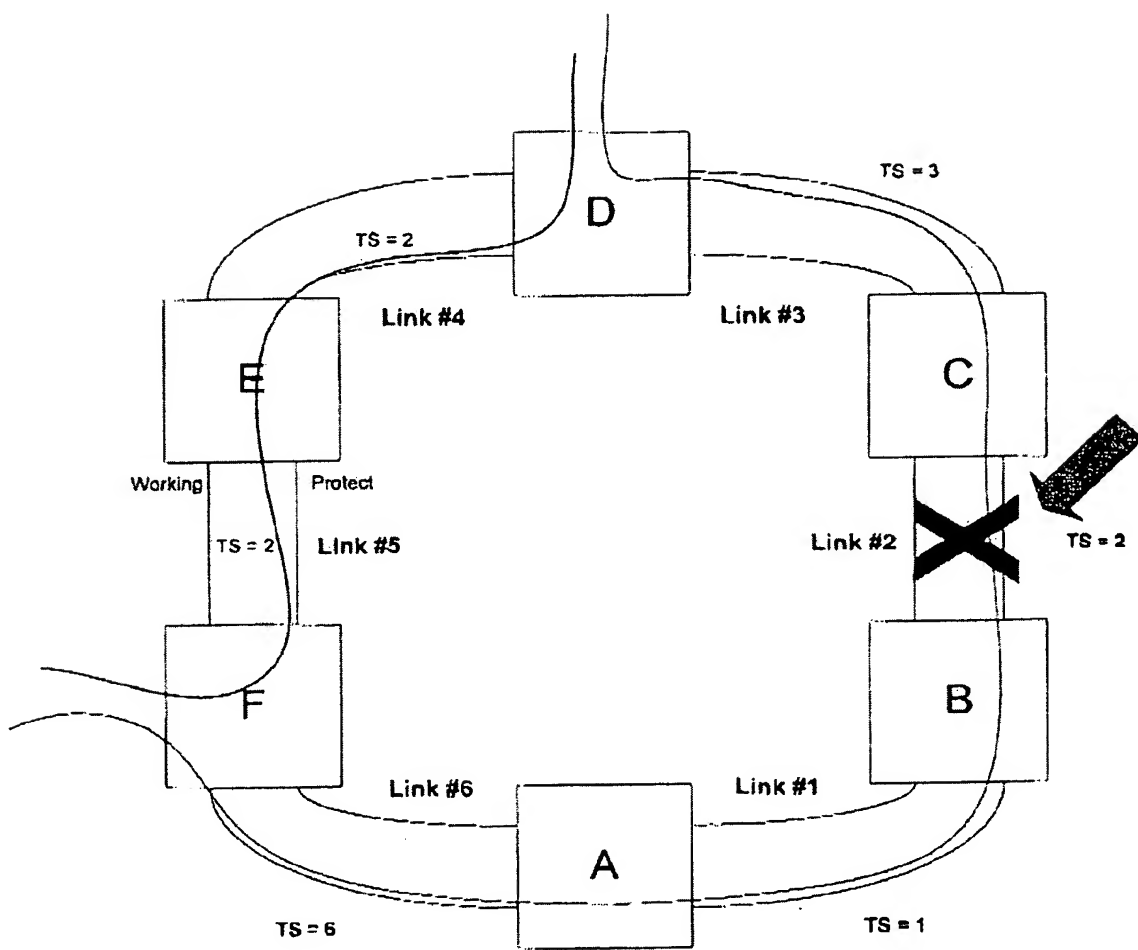 TS = 3
D
TS = 2
Link #4
Link #3
E
C
Working
Protect
TS = 2
Link #5
Link #2
TS = 2
F
B
Link #6
Link #1
A
TS = 6
TS = 1